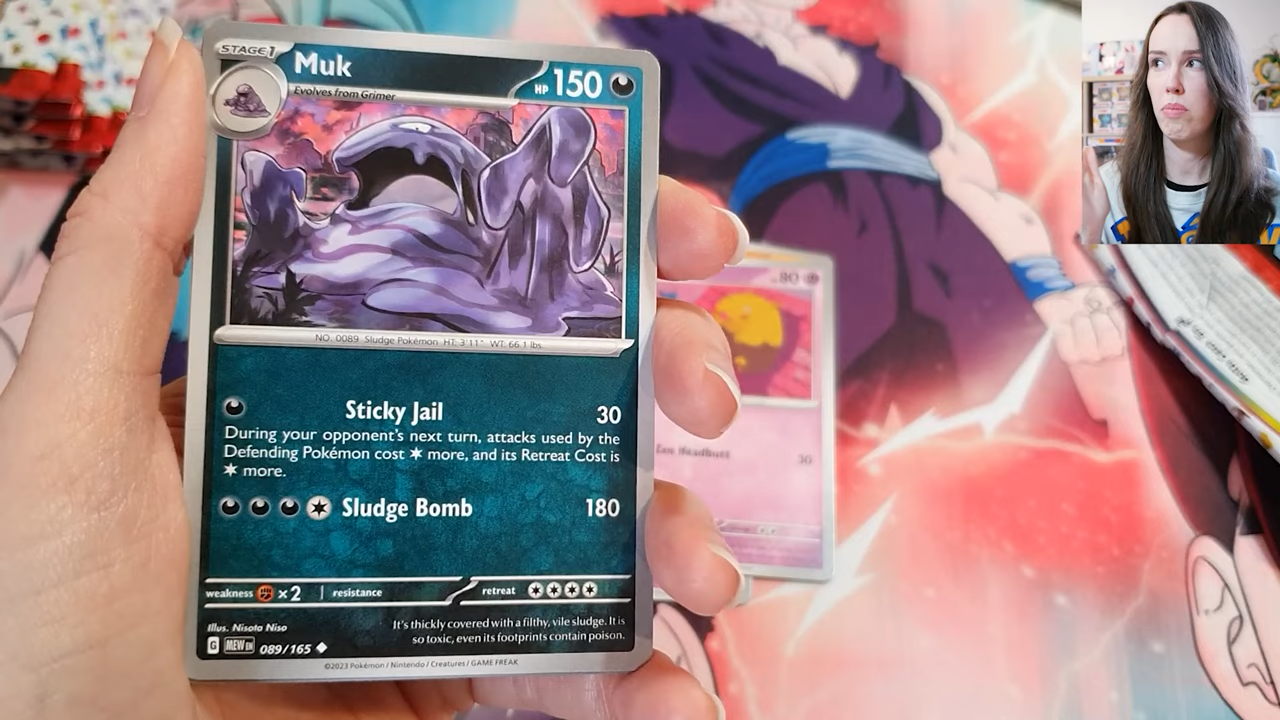 STAGE 1
Muk
HP 150
Evolves from Grimer
NO. 0089 Sludge Pokémon HT: 3'11" WT: 66.1 lbs.
Sticky Jail 30
During your opponent's next turn, attacks used by the
Defending Pokémon cost more, and its Retreat Cost is
more.
Sludge Bomb 180
weakness ×2 resistance retreat
Illus. Nisota Niso
It's thickly covered with a filthy, vile sludge. It is
so toxic, even its footprints contain poison.
G MEW EN 089/165
©2023 Pokémon / Nintendo / Creatures / GAME FREAK
80
Headbutt 30